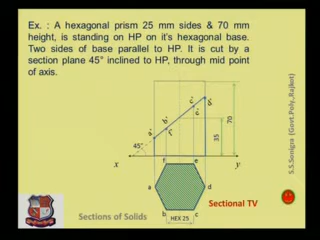 Ex. : A hexagonal prism 25 mm sides & 70 mm
height, is standing on HP on it's hexagonal base.
Two sides of base parallel to HP. It is cut by a
section plane 45° inclined to HP, through mid point
of axis.
45°
35
70
x
y
f
e
a
d
b
c
HEX 25
Sectional TV
Sections of Solids
S.S.Sonigra (Govt.Poly.,Rajkot)